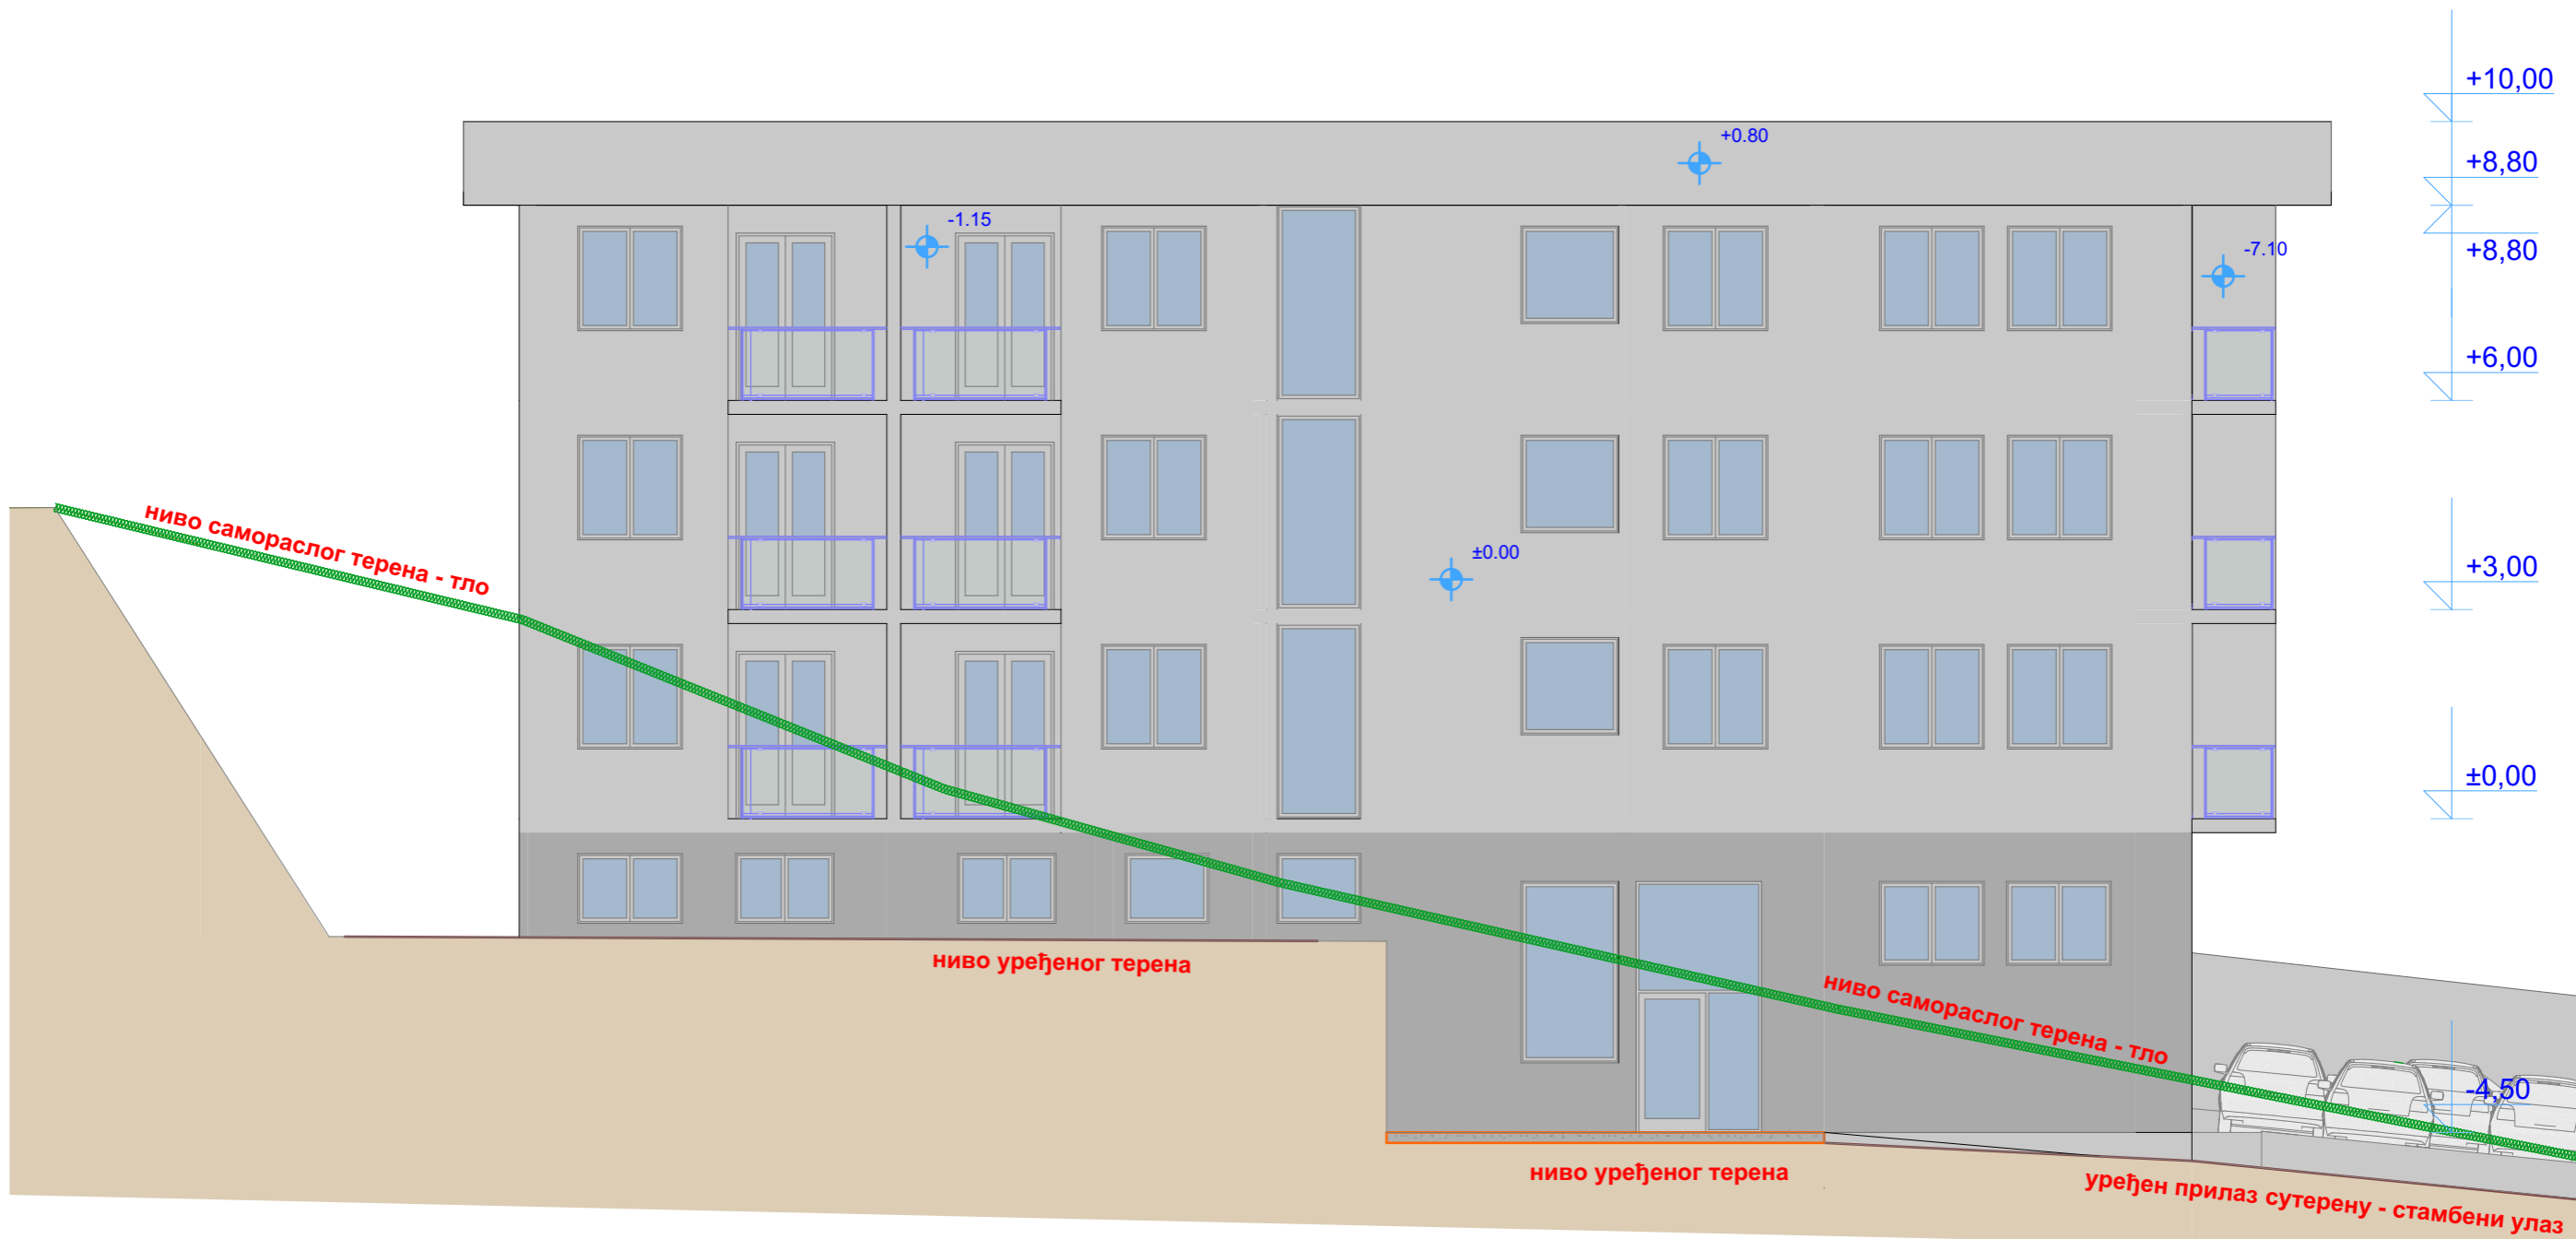 +10,00
+0.80
+8,80
-1.15
+8,80
-7.10
+6,00
ниво самораслог терена - тло
±0.00
+3,00
±0,00
ниво уређеног терена
ниво самораслог терена - тло
-4,50
ниво уређеног терена
уређен прилаз сутерену - стамбени улаз